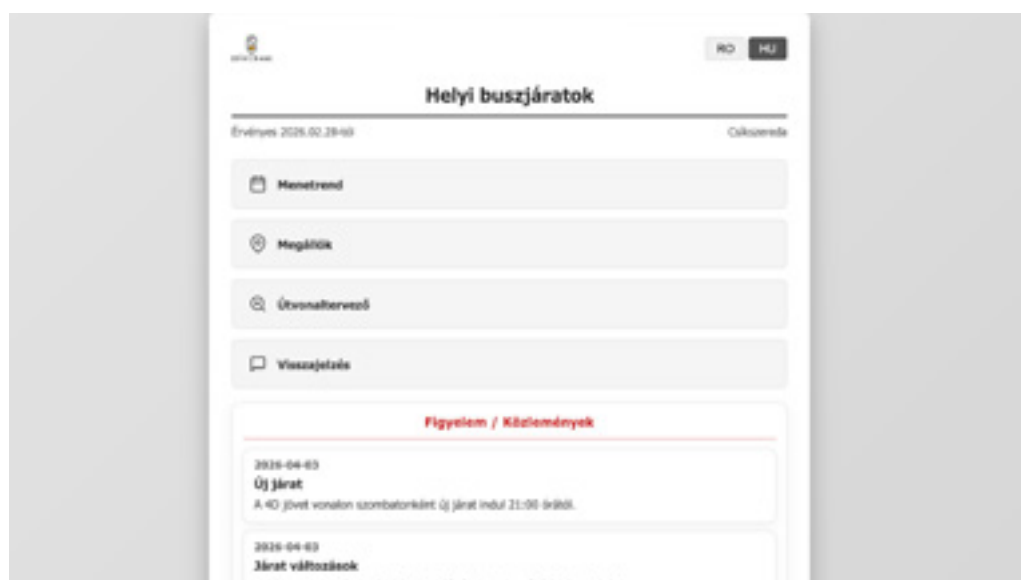 RO HU
Helyi buszjáratok
Érvényes 2026.02.28-tól
Csíkszereda
Menetrend
Megállók
Útvonaltervező
Visszajelzés
Figyelem / Közlemények
2026-04-03
Új járat
A 4D jövet vonalon szombatonként új járat indul 21:00 órától.
2026-04-03
Járat változások